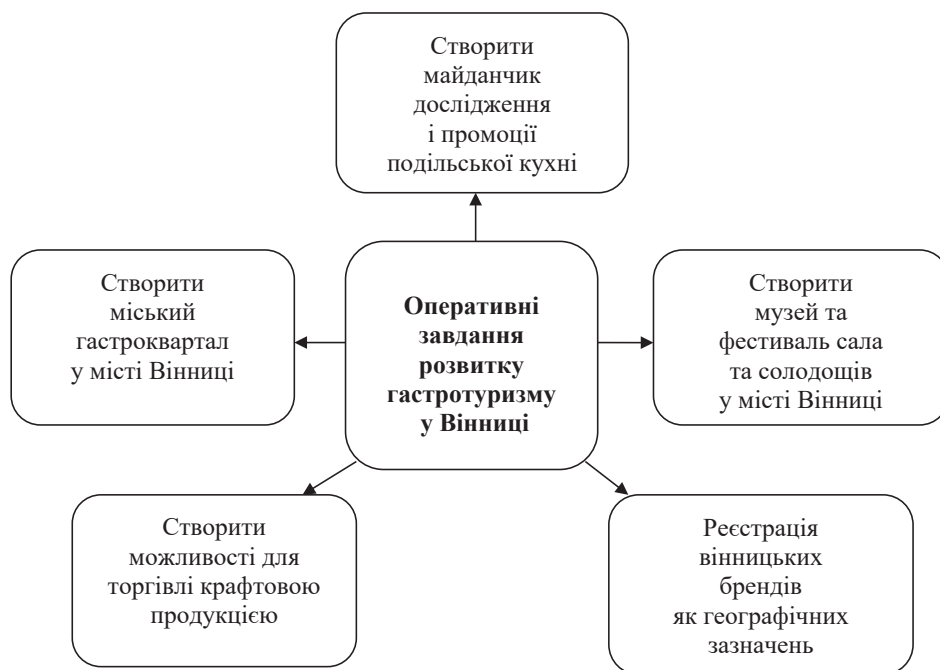 Створити
майданчик
дослідження
і промоції
подільської кухні
Створити
міський
гастроквартал
у місті Вінниці
Оперативні
завдання
розвитку
гастротуризму
у Вінниці
Створити
музей та
фестиваль сала
та солодощів
у місті Вінниці
Створити
можливості для
торгівлі крафтовою
продукцією
Реєстрація
вінницьких
брендів
як географічних
зазначень